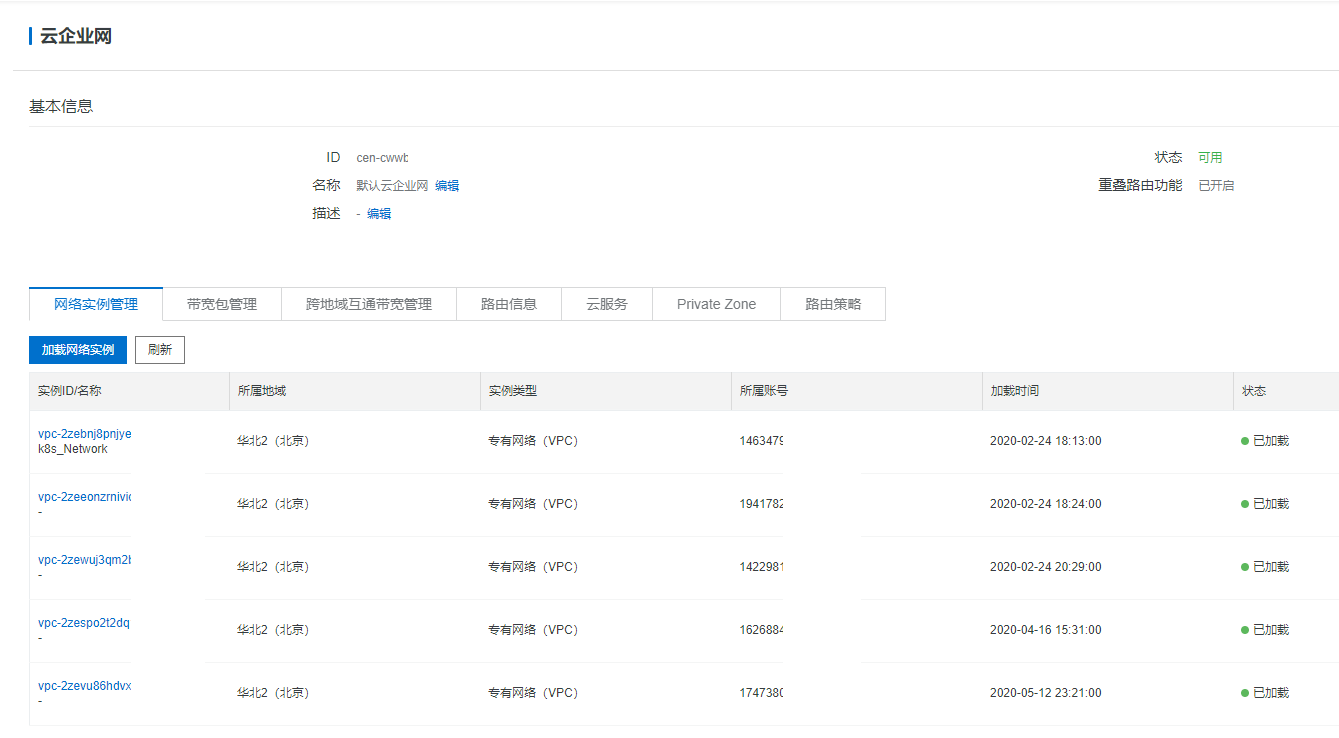 云企业网
基本信息
ID cen-cwwb 状态 可用
名称 默认云企业网 编辑 重叠路由功能 已开启
描述 - 编辑
网络实例管理 带宽包管理 跨地域互通带宽管理 路由信息 云服务 Private Zone 路由策略
加载网络实例 刷新
实例ID/名称 所属地域 实例类型 所属账号 加载时间 状态
vpc-2zebnj8pnjye 华北2（北京） 专有网络（VPC） 1463479 2020-02-24 18:13:00 已加载
k8s_Network
vpc-2zeeonzrnivic 华北2（北京） 专有网络（VPC） 1941782 2020-02-24 18:24:00 已加载
-
vpc-2zewuj3qm2b 华北2（北京） 专有网络（VPC） 1422981 2020-02-24 20:29:00 已加载
-
vpc-2zespo2t2dq 华北2（北京） 专有网络（VPC） 1626884 2020-04-16 15:31:00 已加载
-
vpc-2zevu86hdvx 华北2（北京） 专有网络（VPC） 1747380 2020-05-12 23:21:00 已加载
-